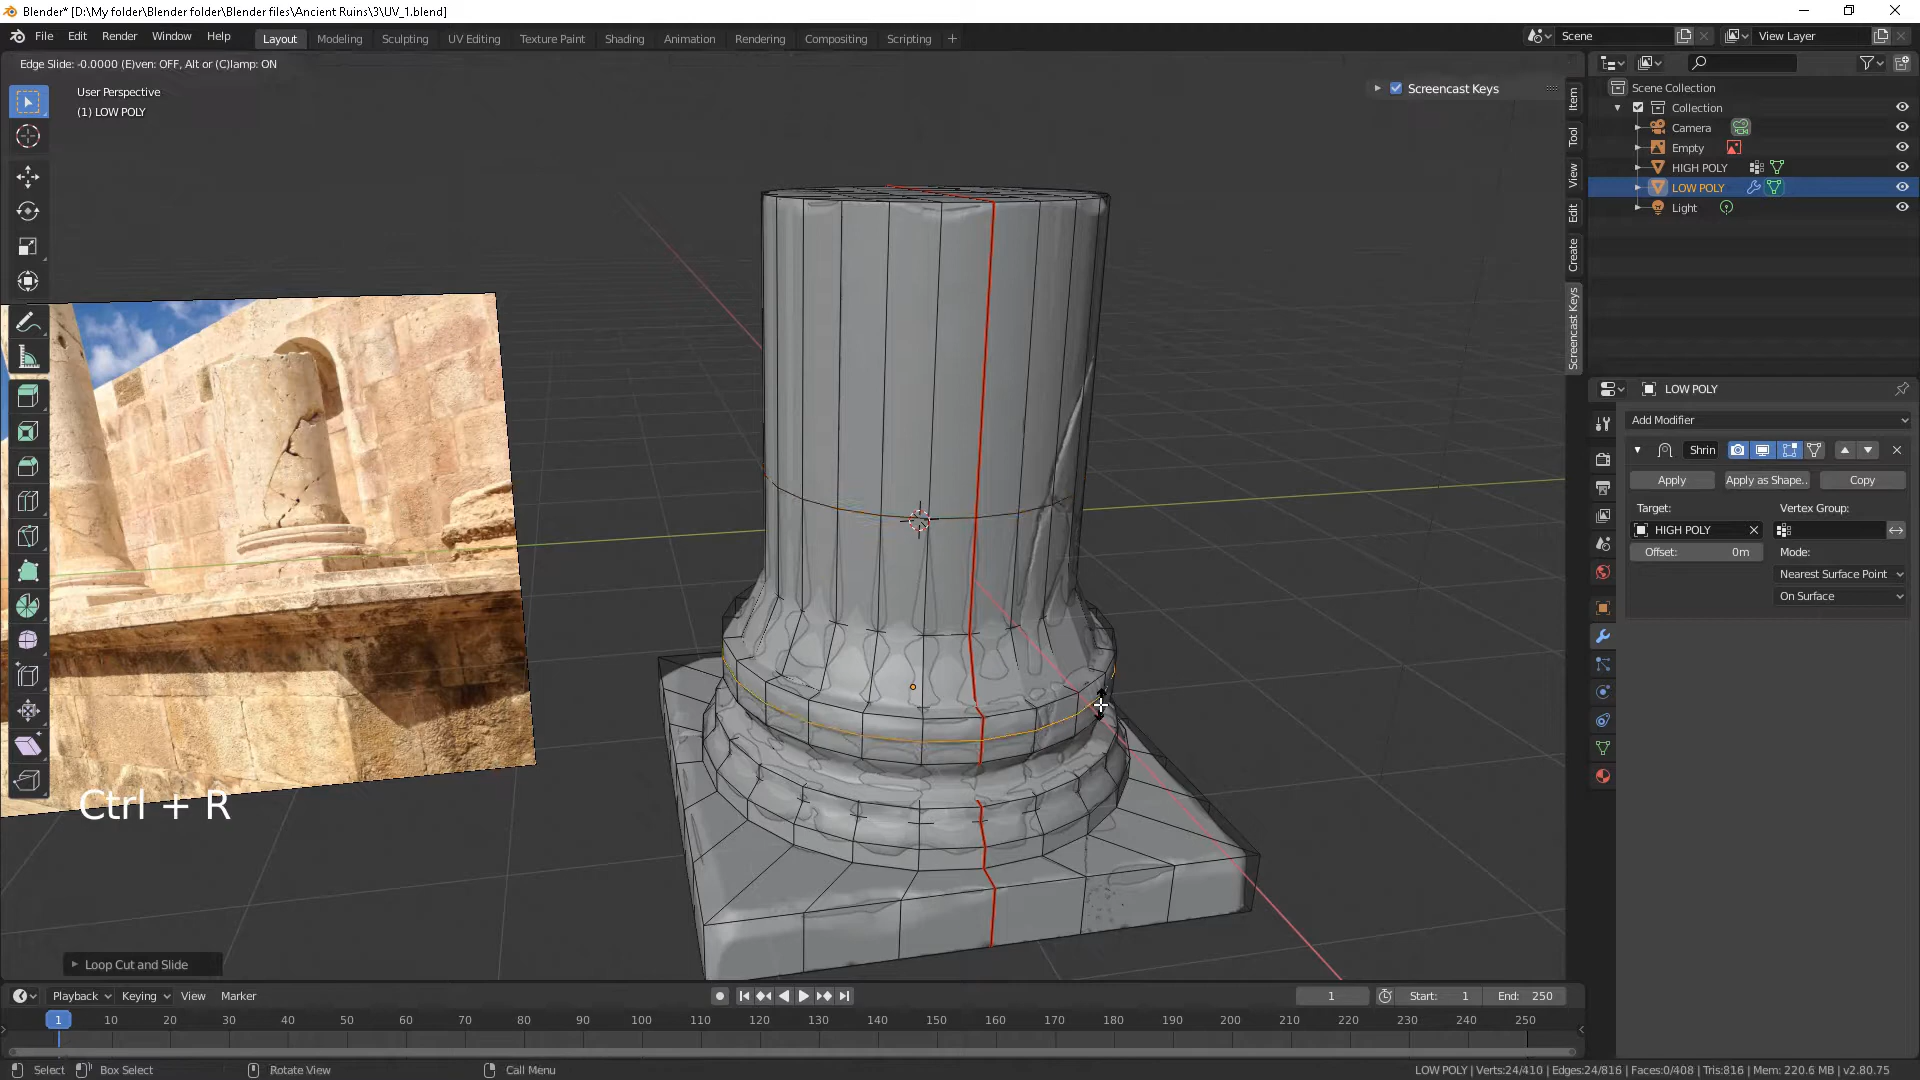 Blender* [D:\My folder\Blender folder\Blender files\Ancient Ruins\3\UV_1.blend]
File Edit Render Window Help
Layout Modeling Sculpting UV Editing Texture Paint Shading Animation Rendering Compositing Scripting +
Scene
View Layer
Edge Slide: -0.0000 (E)ven: OFF, Alt or (C)lamp: ON
User Perspective
(1) LOW POLY
Screencast Keys
Item
Tool
View
Edit
Create
Screencast Keys
Scene Collection
Collection
Camera
Empty
HIGH POLY
LOW POLY
Light
LOW POLY
Add Modifier
Shrin
Apply
Apply as Shape..
Copy
Target:
Vertex Group:
HIGH POLY
Offset: 0m
Mode:
Nearest Surface Point
On Surface
Ctrl + R
Loop Cut and Slide
Playback Keying View Marker
1
Start: 1
End: 250
1 10 20 30 40 50 60 70 80 90 100 110 120 130 140 150 160 170 180 190 200 210 220 230 240 250
Select Box Select Rotate View Call Menu
LOW POLY | Verts:24/410 | Edges:24/816 | Faces:0/408 | Tris:816 | Mem: 220.6 MB | v2.80.75